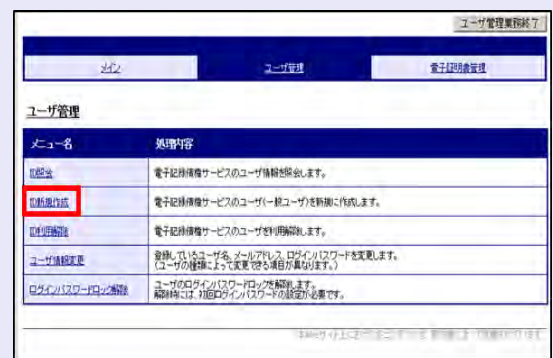 ユーザ管理業務終了
メイン
ユーザ管理
電子証明書管理
ユーザ管理
メニュー名
処理内容
ID照会
電子記録債権サービスのユーザ情報を照会します。
ID新規作成
電子記録債権サービスのユーザ(一般ユーザ)を新規に作成します。
ID利用解除
電子記録債権サービスのユーザを利用解除します。
ユーザ情報変更
登録しているユーザ名、メールアドレス、ログインパスワードを変更します。
(ユーザの種類によって変更できる項目が異なります。)
ログインパスワードロック解除
ユーザのログインパスワードロックを解除します。
解除時には、初回ログインパスワードの設定が必要です。